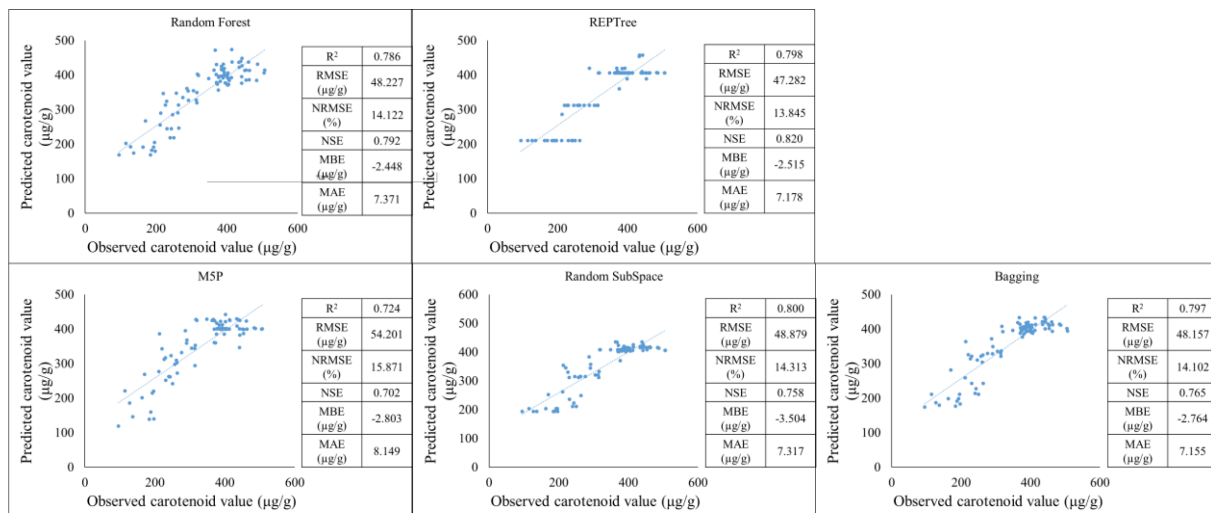 Random Forest
Predicted carotenoid value
(µg/g)
500
400
300
200
100
0
0 200 400 600
Observed carotenoid value (µg/g)
R² 0.786
RMSE
(µg/g) 48.227
NRMSE
(%) 14.122
NSE 0.792
MBE
(µg/g) -2.448
MAE
(µg/g) 7.371
REPTree
Predicted carotenoid value
(µg/g)
500
400
300
200
100
0
0 200 400 600
Observed carotenoid value (µg/g)
R² 0.798
RMSE
(µg/g) 47.282
NRMSE
(%) 13.845
NSE 0.820
MBE
(µg/g) -2.515
MAE
(µg/g) 7.178
M5P
Predicted carotenoid value
(µg/g)
500
400
300
200
100
0
0 200 400 600
Observed carotenoid value (µg/g)
R² 0.724
RMSE
(µg/g) 54.201
NRMSE
(%) 15.871
NSE 0.702
MBE
(µg/g) -2.803
MAE
(µg/g) 8.149
Random SubSpace
Predicted carotenoid value
(µg/g)
600
500
400
300
200
100
0
0 200 400 600
Observed carotenoid value (µg/g)
R² 0.800
RMSE
(µg/g) 48.879
NRMSE
(%) 14.313
NSE 0.758
MBE
(µg/g) -3.504
MAE
(µg/g) 7.317
Bagging
Predicted carotenoid value
(µg/g)
500
400
300
200
100
0
0 200 400 600
Observed carotenoid value (µg/g)
R² 0.797
RMSE
(µg/g) 48.157
NRMSE
(%) 14.102
NSE 0.765
MBE
(µg/g) -2.764
MAE
(µg/g) 7.155